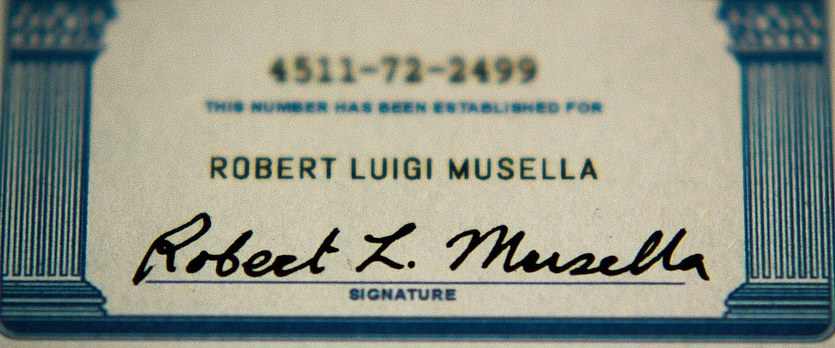 4511-72-2499
THIS NUMBER HAS BEEN ESTABLISHED FOR
ROBERT LUIGI MUSELLA
Robert L. Musella
SIGNATURE